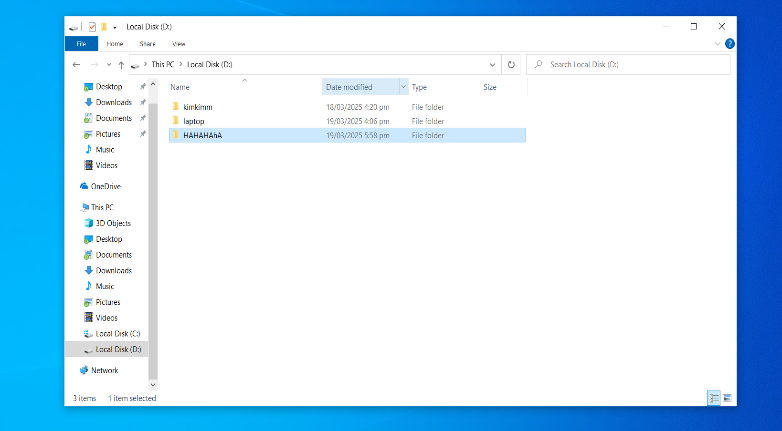 Local Disk (D:)
File Home Share View
This PC > Local Disk (D:)
Search Local Disk (D:)
Name Date modified Type Size
kimkimm 18/03/2025 4:20 pm File folder
laptop 19/03/2025 4:06 pm File folder
HAHAHAhA 19/03/2025 5:58 pm File folder
Desktop
Downloads
Documents
Pictures
Music
Videos
OneDrive
This PC
3D Objects
Desktop
Documents
Downloads
Music
Pictures
Videos
Local Disk (C:)
Local Disk (D:)
Network
3 items 1 item selected